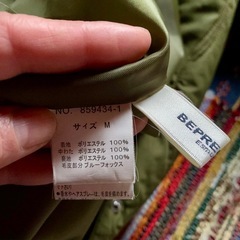 NO. 859434-1
サイズ M
表地 ポリエステル 100%
中わた ポリエステル 100%
裏地 ポリエステル 100%
毛皮部分 ブルーフォックス
BEPRE